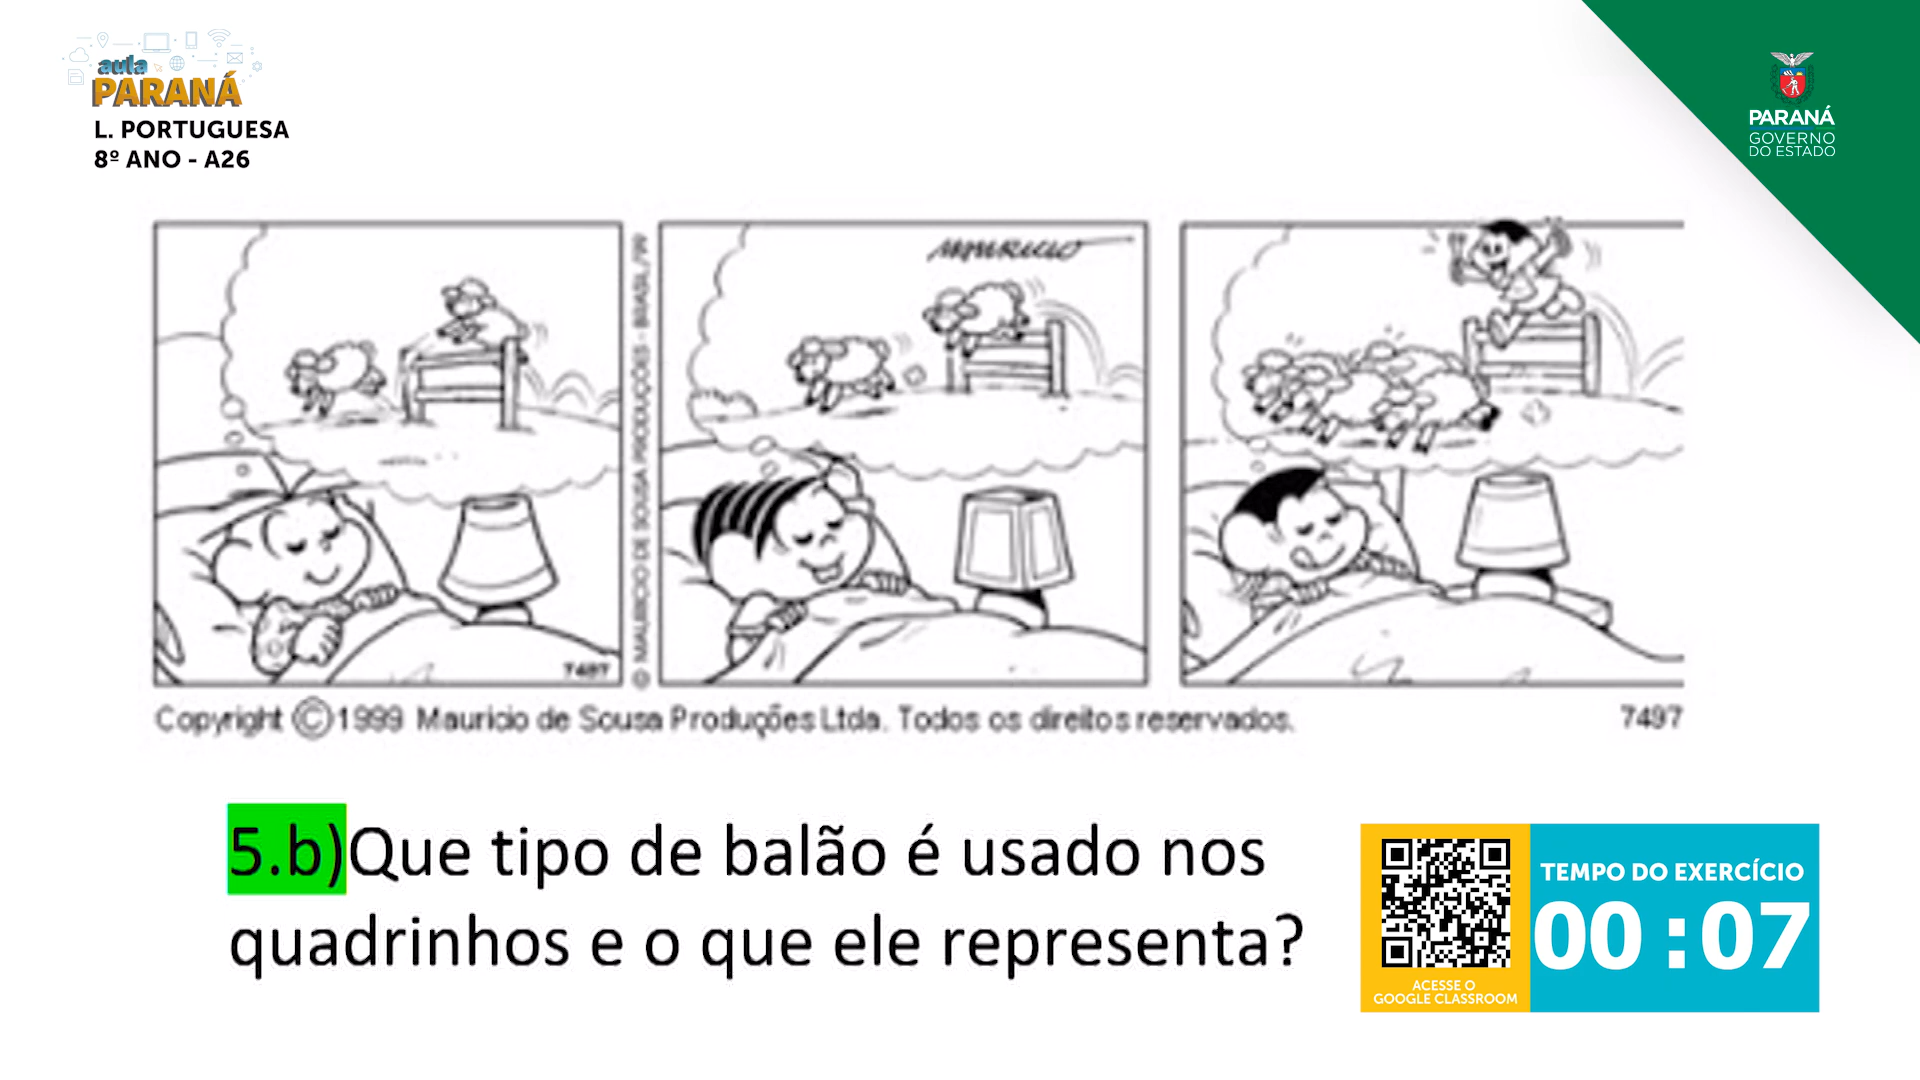 aula
PARANÁ
L. PORTUGUESA
8º ANO - A26
PARANÁ
GOVERNO
DO ESTADO
MAURICIO
7497
© MAURICIO DE SOUSA PRODUÇÕES - BRASIL/99
Copyright ©1999 Mauricio de Sousa Produções Ltda. Todos os direitos reservados.
7497
5.b)Que tipo de balão é usado nos
quadrinhos e o que ele representa?
TEMPO DO EXERCÍCIO
00 :07
ACESSE O
GOOGLE CLASSROOM